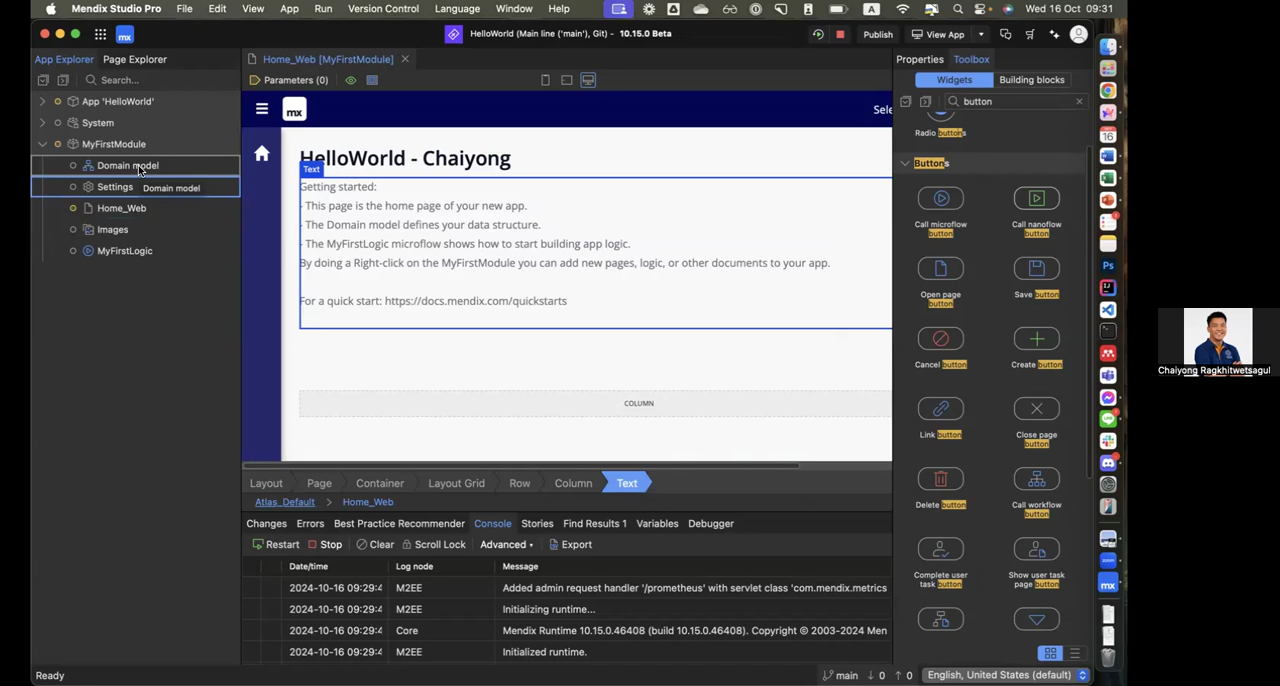 Mendix Studio Pro File Edit View App Run Version Control Language Window Help A Wed 16 Oct 09:31
mx HelloWorld (Main line ('main'), Git) - 10.15.0 Beta Publish View App
App Explorer Page Explorer
Home_Web [MyFirstModule]
Properties Toolbox
Search...
Parameters (0)
Widgets Building blocks
App 'HelloWorld'
System
MyFirstModule
Domain model
Settings
Domain model
Home_Web
Images
MyFirstLogic
mx
Sele
HelloWorld - Chaiyong
Text
Getting started:
- This page is the home page of your new app.
- The Domain model defines your data structure.
- The MyFirstLogic microflow shows how to start building app logic.
By doing a Right-click on the MyFirstModule you can add new pages, logic, or other documents to your app.
For a quick start: https://docs.mendix.com/quickstarts
COLUMN
button
Radio buttons
Buttons
Call microflow button
Call nanoflow button
Open page button
Save button
Cancel button
Create button
Link button
Close page button
Delete button
Call workflow button
Complete user task button
Show user task page button
Layout Page Container Layout Grid Row Column Text
Atlas_Default > Home_Web
Changes Errors Best Practice Recommender Console Stories Find Results 1 Variables Debugger
Restart Stop Clear Scroll Lock Advanced Export
Date/time Log node Message
2024-10-16 09:29:4 M2EE Added admin request handler '/prometheus' with servlet class 'com.mendix.metrics
2024-10-16 09:29:4 M2EE Initializing runtime...
2024-10-16 09:29:4 Core Mendix Runtime 10.15.0.46408 (build 10.15.0.46408). Copyright © 2003-2024 Men
2024-10-16 09:29:4 M2EE Initialized runtime.
Ready
main 0 0 English, United States (default)
Chaiyong Ragkhitwetsagul